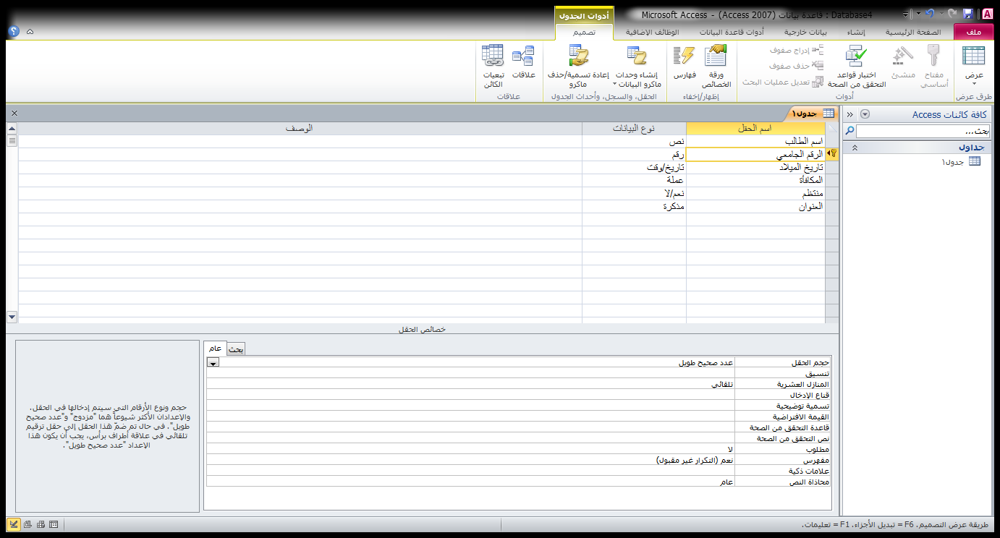 Database4 : قاعدة بيانات (Access 2007) - Microsoft Access
أدوات الجدول
ملف
الصفحة الرئيسية
إنشاء
بيانات خارجية
أدوات قاعدة البيانات
الوظائف الإضافية
تصميم
عرض
طرق عرض
مفتاح أساسي
منشئ
اختبار قواعد التحقق من الصحة
إدراج صفوف
حذف صفوف
تعديل عمليات البحث
أدوات
ورقة الخصائص
فهارس
إظهار/إخفاء
إنشاء وحدات ماكرو البيانات
إعادة تسمية/حذف ماكرو
الحقل، والسجل، وأحداث الجدول
علاقات
تبعيات الكائن
علاقات
كافة كائنات Access
بحث...
جداول
جدول١
جدول١
اسم الحقل نوع البيانات الوصف
اسم الطالب نص
الرقم الجامعي رقم
تاريخ الميلاد تاريخ/وقت
المكافأة عملة
منتظم نعم/لا
العنوان مذكرة
خصائص الحقل
بحث عام
حجم الحقل عدد صحيح طويل
تنسيق
المنازل العشرية تلقائي
قناع الإدخال
تسمية توضيحية
القيمة الافتراضية
قاعدة التحقق من الصحة
نص التحقق من الصحة
مطلوب لا
مفهرس نعم (التكرار غير مقبول)
علامات ذكية
محاذاة النص عام
حجم ونوع الأرقام التي سيتم إدخالها في الحقل.
والإعدادان الأكثر شيوعاً هما "مزدوج" و"عدد صحيح
طويل". في حال تم ضمّ هذا الحقل إلى حقل ترقيم
تلقائي في علاقة أطراف برأس، يجب أن يكون هذا
الإعداد "عدد صحيح طويل".
طريقة عرض التصميم. F6 = تبديل الأجزاء. F1 = تعليمات.